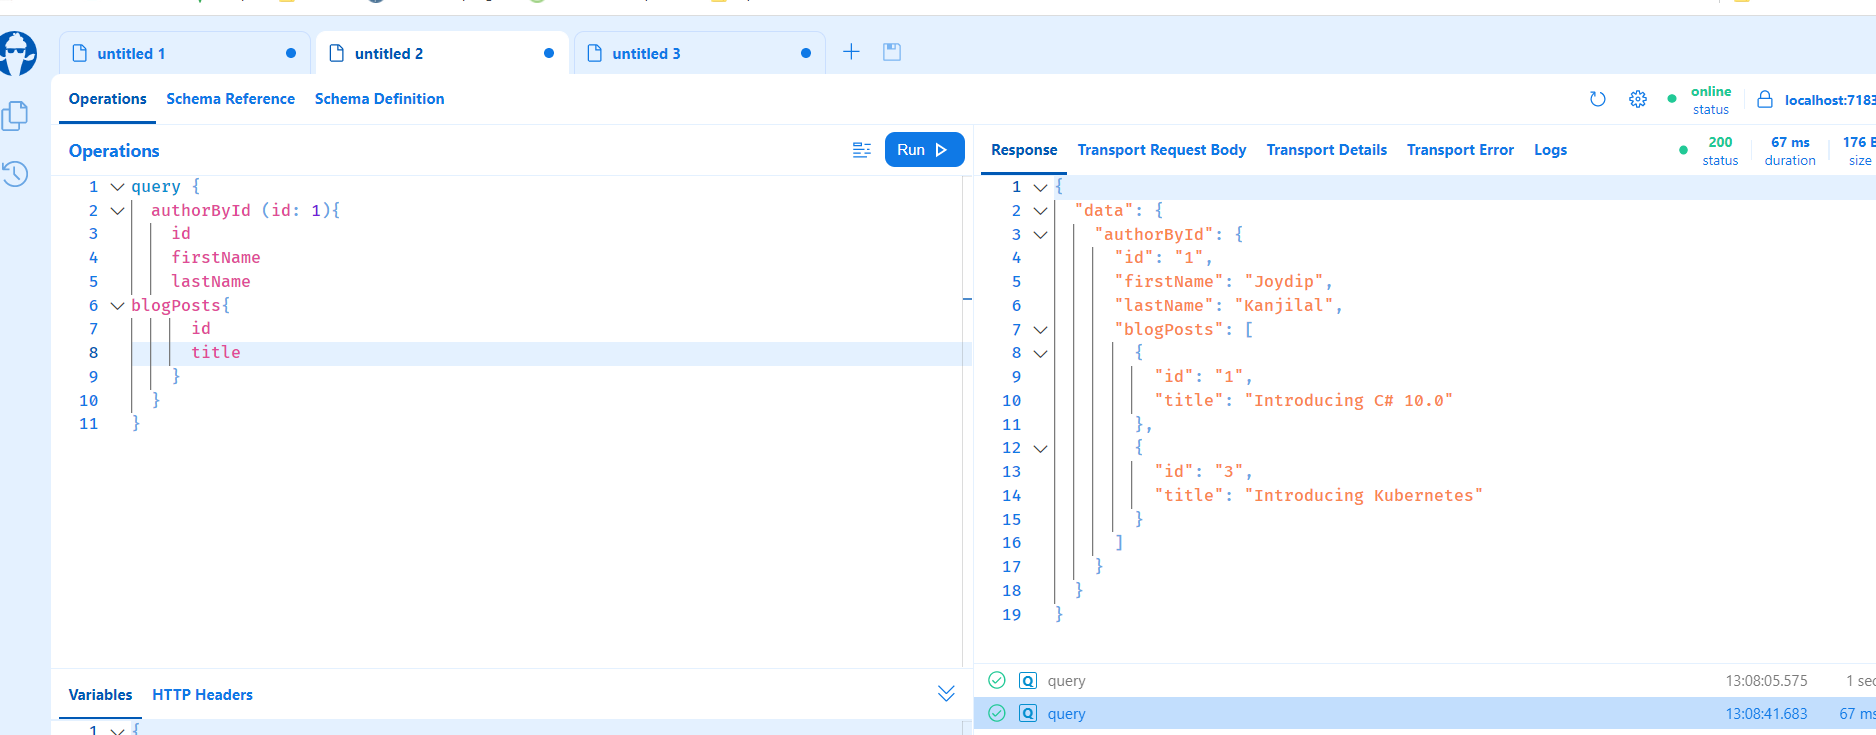 untitled 1
untitled 2
untitled 3
Operations Schema Reference Schema Definition
online
status
localhost:7183
Operations
Run
Response Transport Request Body Transport Details Transport Error Logs
200
status
67 ms
duration
176 B
size
1 query {
2 authorById (id: 1){
3 id
4 firstName
5 lastName
6 blogPosts{
7 id
8 title
9 }
10 }
11 }
1 {
2 "data": {
3 "authorById": {
4 "id": "1",
5 "firstName": "Joydip",
6 "lastName": "Kanjilal",
7 "blogPosts": [
8 {
9 "id": "1",
10 "title": "Introducing C# 10.0"
11 },
12 {
13 "id": "3",
14 "title": "Introducing Kubernetes"
15 }
16 ]
17 }
18 }
19 }
Variables HTTP Headers
1 {
Q query 13:08:05.575 1 sec
Q query 13:08:41.683 67 ms